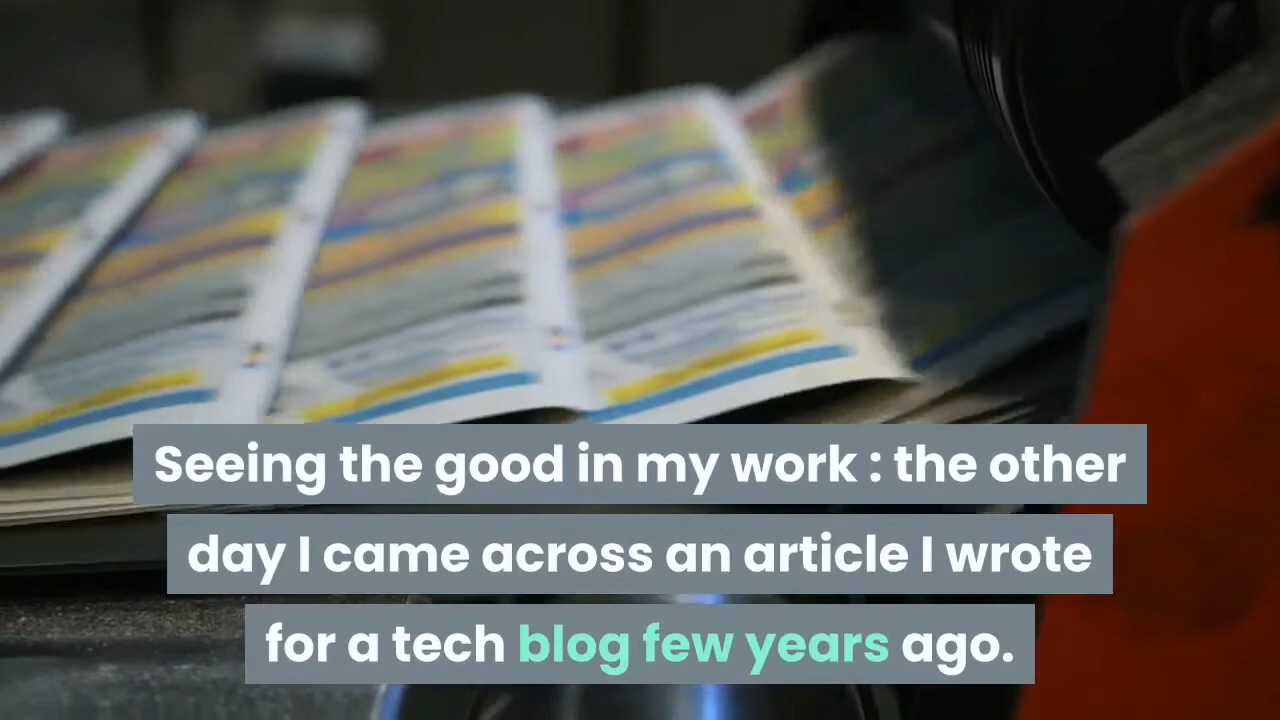 Seeing the good in my work : the other
day I came across an article I wrote
for a tech blog few years ago.